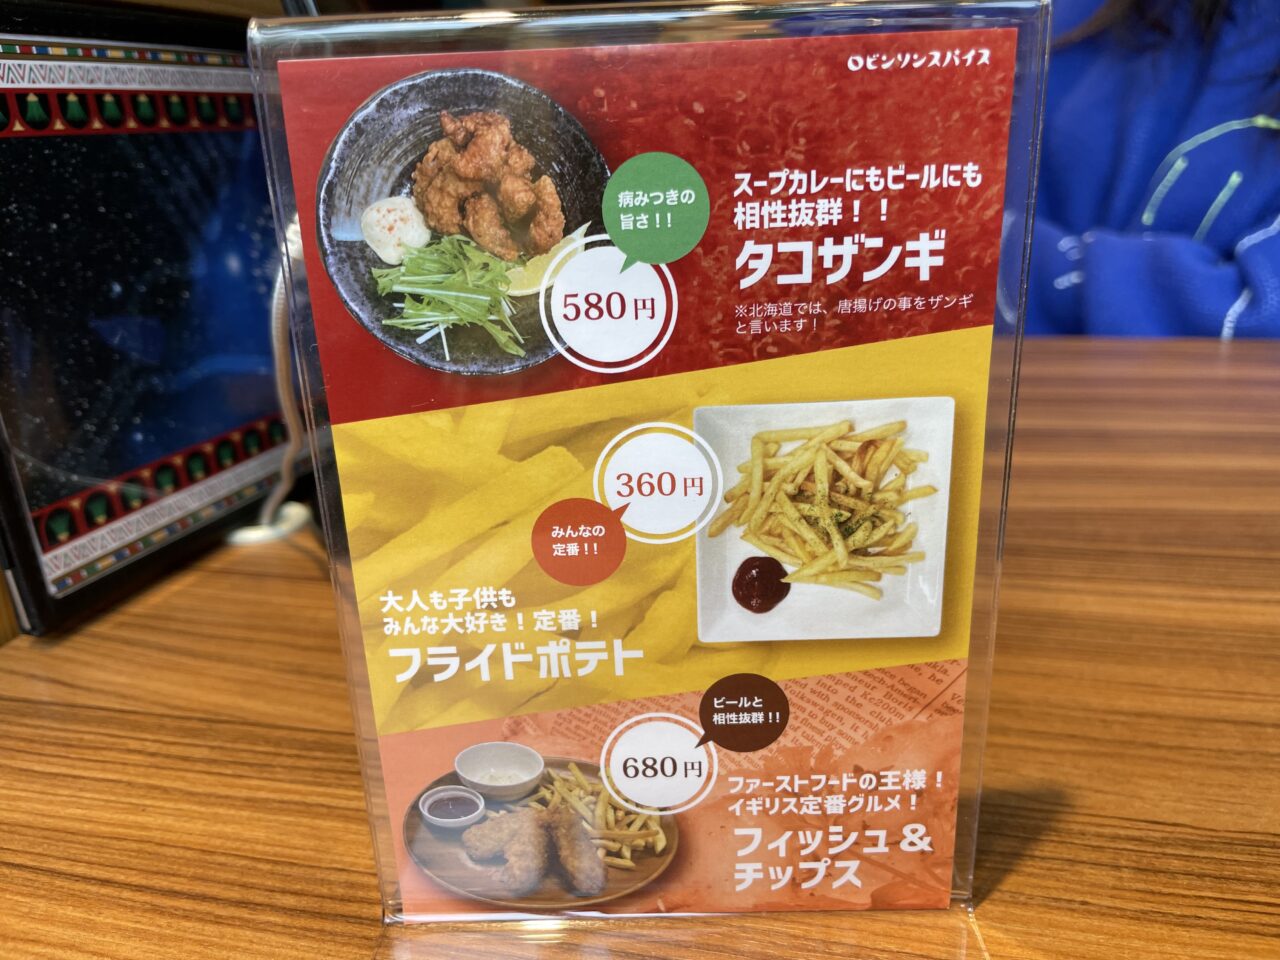 ロビンソンスパイス
病みつきの
旨さ！！
スープカレーにもビールにも
相性抜群！！
タコザンギ
580円
※北海道では、唐揚げの事をザンギ
と言います！
360円
みんなの
定番！！
大人も子供も
みんな大好き！定番！
フライドポテト
ビールと
相性抜群！！
680円
ファーストフードの王様！
イギリス定番グルメ！
フィッシュ＆
チップス